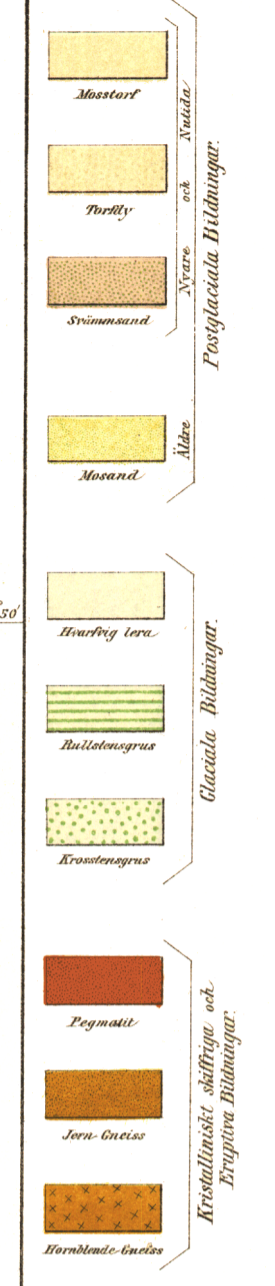 Mosstorf
Torfdy
Svämmsand
Nyare och Nutida
Mosand
Äldre
Postglaciala Bildningar.
50'
Hvarfvig lera
Rullstensgrus
Krosstensgrus
Glaciala Bildningar.
Pegmatit
Jern-Gneiss
Hornblende-Gneiss
Kristalliniskt skiffriga och
Eruptiva Bildningar.